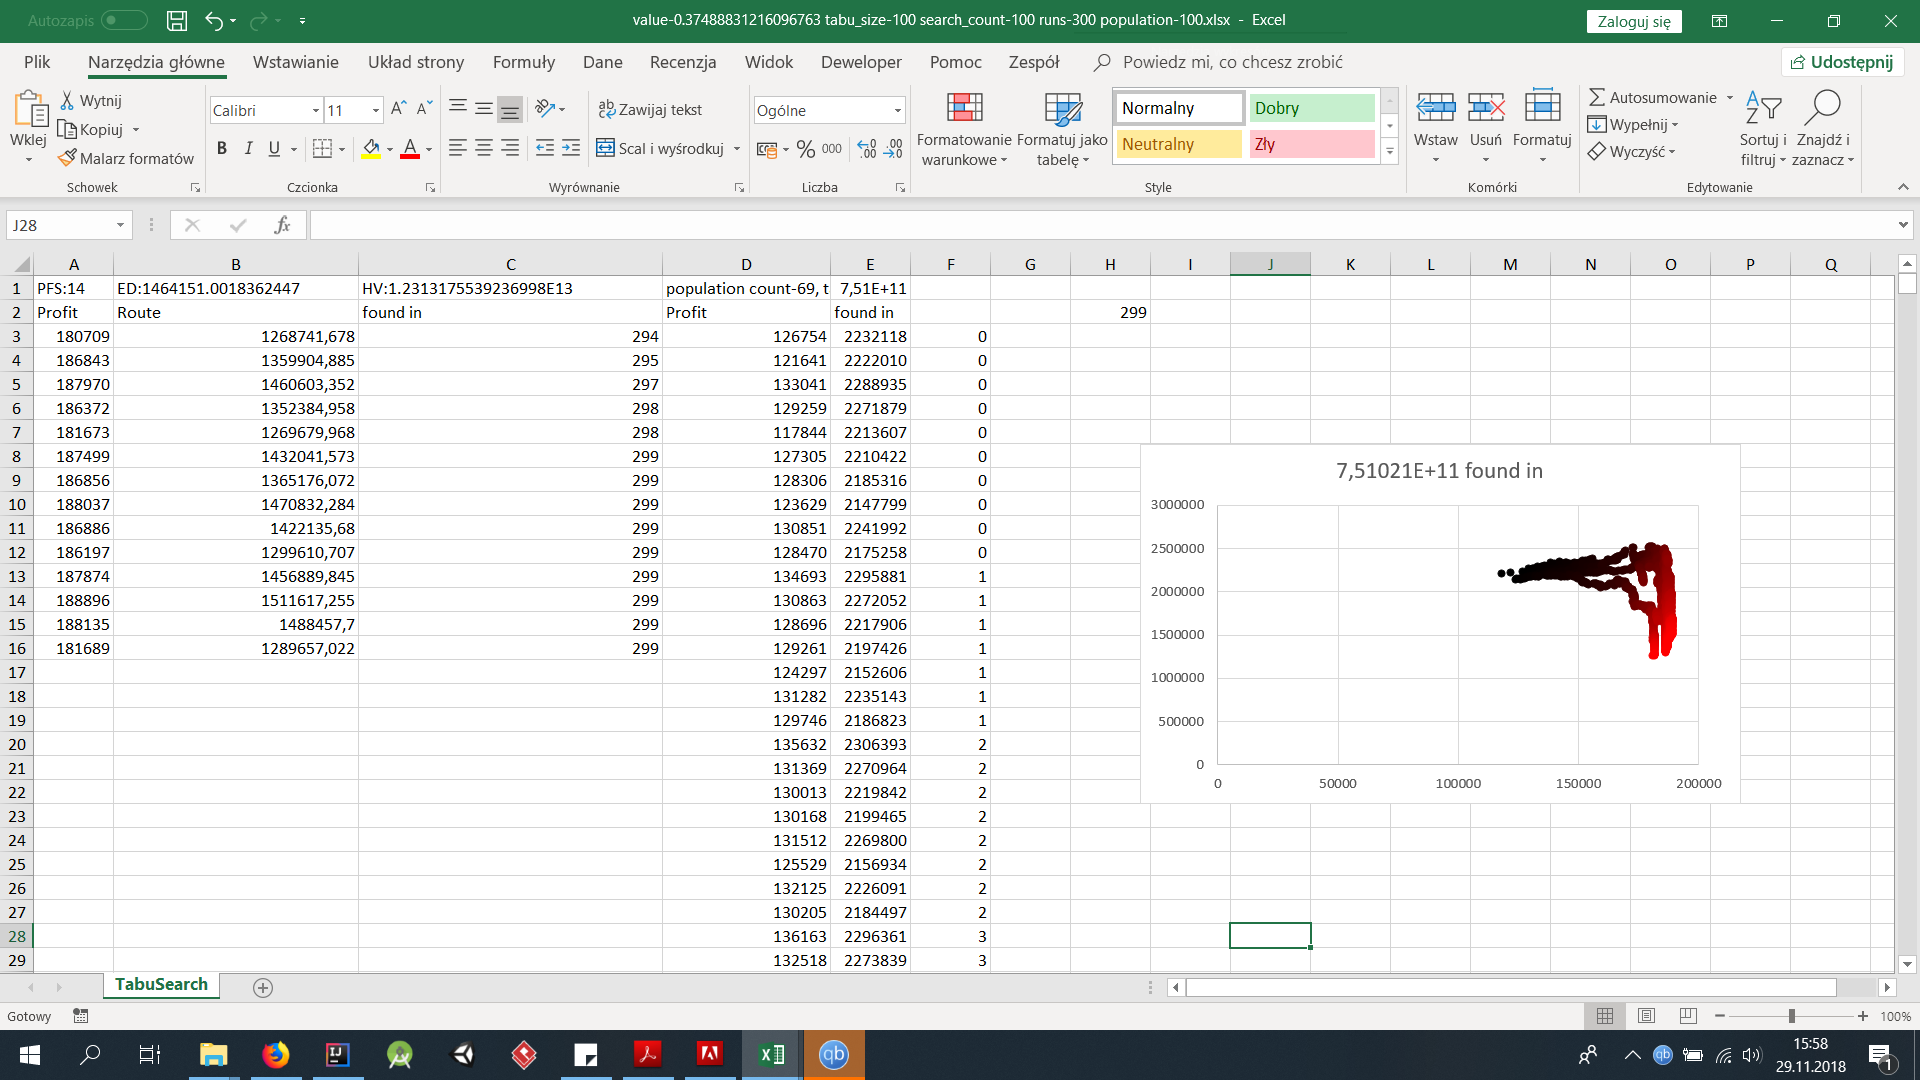 Autozapis
value-0.37488831216096763 tabu_size-100 search_count-100 runs-300 population-100.xlsx - Excel
Zaloguj się
Plik Narzędzia główne Wstawianie Układ strony Formuły Dane Recenzja Widok Deweloper Pomoc Zespół Powiedz mi, co chcesz zrobić Udostępnij
Wklej
Wytnij
Kopiuj
Malarz formatów
Schowek
Calibri 11
B I U
Czcionka
Zawijaj tekst
Scal i wyśrodkuj
Wyrównanie
Ogólne
% 000
Liczba
Formatowanie warunkowe
Formatuj jako tabelę
Normalny Dobry
Neutralny Zły
Style
Wstaw Usuń Formatuj
Komórki
Autosumowanie
Wypełnij
Wyczyść
Sortuj i filtruj
Znajdź i zaznacz
Edytowanie
J28 fx
A B C D E F G H I J K L M N O P Q
1 PFS:14 ED:1464151.0018362447 HV:1.2313175539236998E13 population count-69, t 7,51E+11
2 Profit Route found in Profit found in 299
3 180709 1268741,678 294 126754 2232118 0
4 186843 1359904,885 295 121641 2222010 0
5 187970 1460603,352 297 133041 2288935 0
6 186372 1352384,958 298 129259 2271879 0
7 181673 1269679,968 298 117844 2213607 0
8 187499 1432041,573 299 127305 2210422 0
9 186856 1365176,072 299 128306 2185316 0
10 188037 1470832,284 299 123629 2147799 0
11 186886 1422135,68 299 130851 2241992 0
12 186197 1299610,707 299 128470 2175258 0
13 187874 1456889,845 299 134693 2295881 1
14 188896 1511617,255 299 130863 2272052 1
15 188135 1488457,7 299 128696 2217906 1
16 181689 1289657,022 299 129261 2197426 1
17 124297 2152606 1
18 131282 2235143 1
19 129746 2186823 1
20 135632 2306393 2
21 131369 2270964 2
22 130013 2219842 2
23 130168 2199465 2
24 131512 2269800 2
25 125529 2156934 2
26 132125 2226091 2
27 130205 2184497 2
28 136163 2296361 3
29 132518 2273839 3
7,51021E+11 found in
3000000
2500000
2000000
1500000
1000000
500000
0
0 50000 100000 150000 200000
TabuSearch
Gotowy
100%
15:58
29.11.2018
1